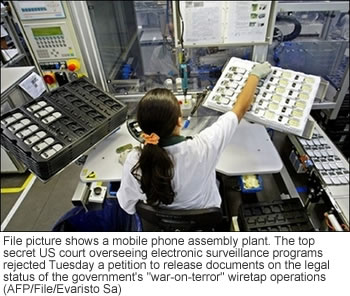 File picture shows a mobile phone assembly plant. The top
secret US court overseeing electronic surveillance programs
rejected Tuesday a petition to release documents on the legal
status of the government's "war-on-terror" wiretap operations
(AFP/File/Evaristo Sa)